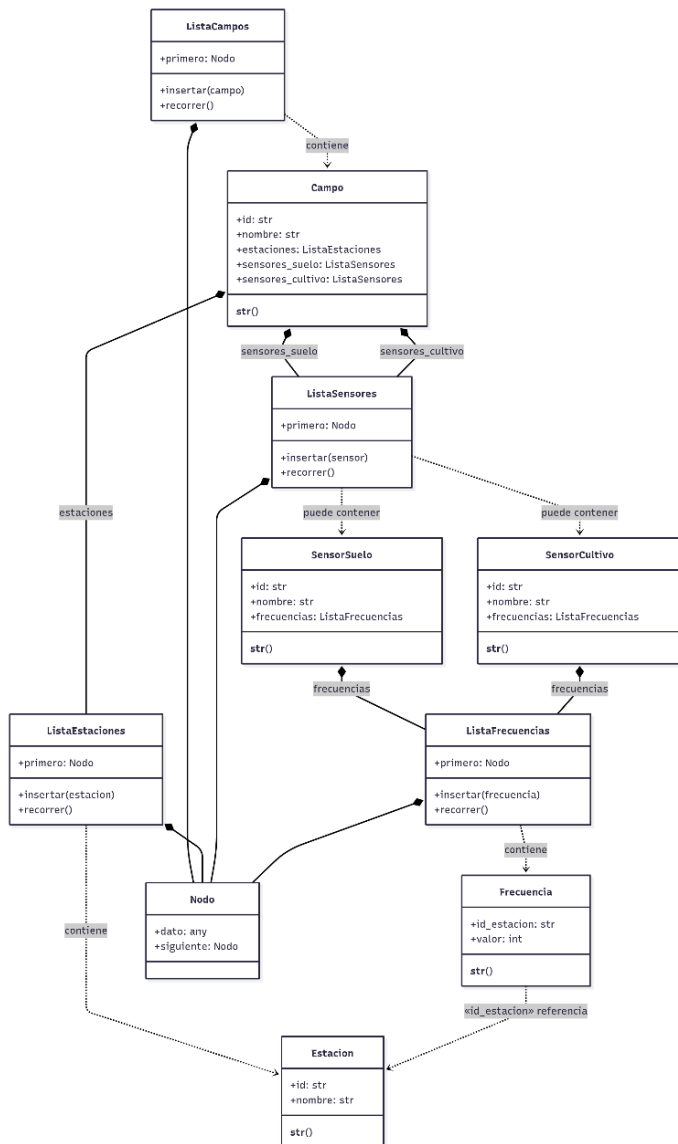 ListaCampos
+primero: Nodo
+insertar(campo)
+recorrer()
contiene
Campo
+id: str
+nombre: str
+estaciones: ListaEstaciones
+sensores_suelo: ListaSensores
+sensores_cultivo: ListaSensores
str()
sensores_suelo
sensores_cultivo
ListaSensores
+primero: Nodo
+insertar(sensor)
+recorrer()
estaciones
puede contener
puede contener
SensorSuelo
+id: str
+nombre: str
+frecuencias: ListaFrecuencias
str()
SensorCultivo
+id: str
+nombre: str
+frecuencias: ListaFrecuencias
str()
frecuencias
frecuencias
ListaEstaciones
+primero: Nodo
+insertar(estacion)
+recorrer()
ListaFrecuencias
+primero: Nodo
+insertar(frecuencia)
+recorrer()
contiene
Nodo
+dato: any
+siguiente: Nodo
contiene
Frecuencia
+id_estacion: str
+valor: int
str()
«id_estacion» referencia
Estacion
+id: str
+nombre: str
str()